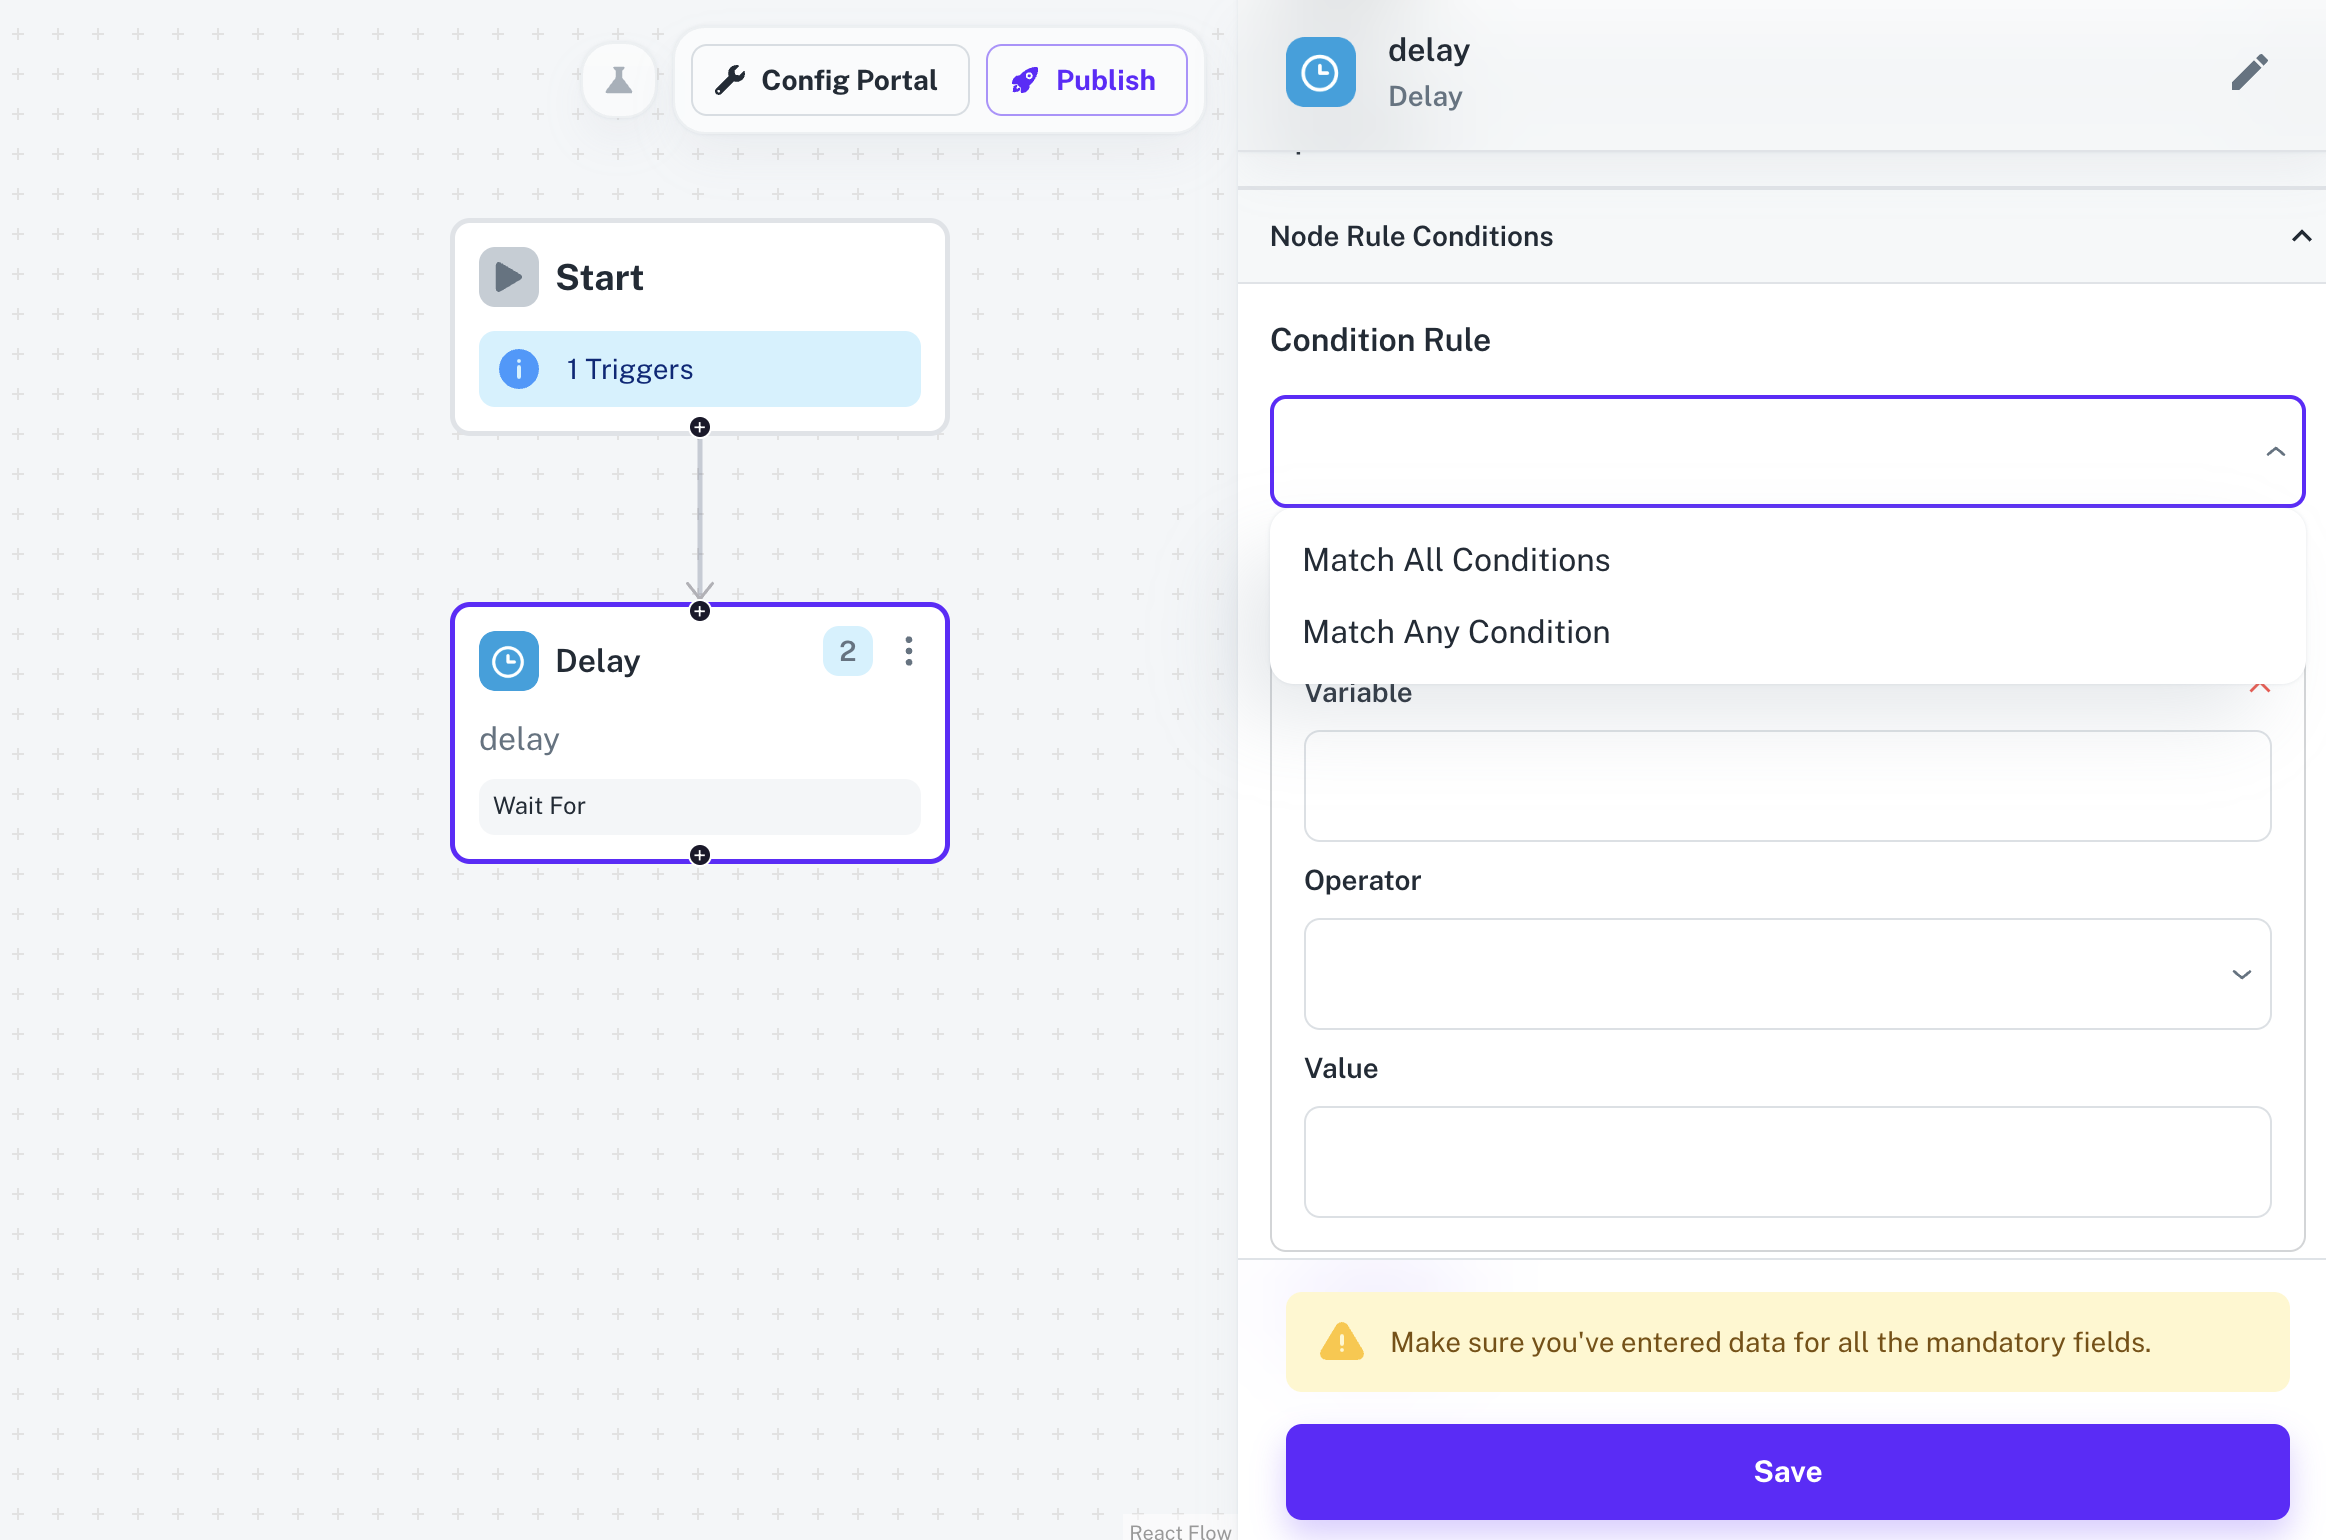 Config Portal
Publish
Start
1 Triggers
Delay
2
delay
Wait For
React Flow
delay
Delay
Node Rule Conditions
Condition Rule
Match All Conditions
Match Any Condition
Variable
Operator
Value
Make sure you've entered data for all the mandatory fields.
Save